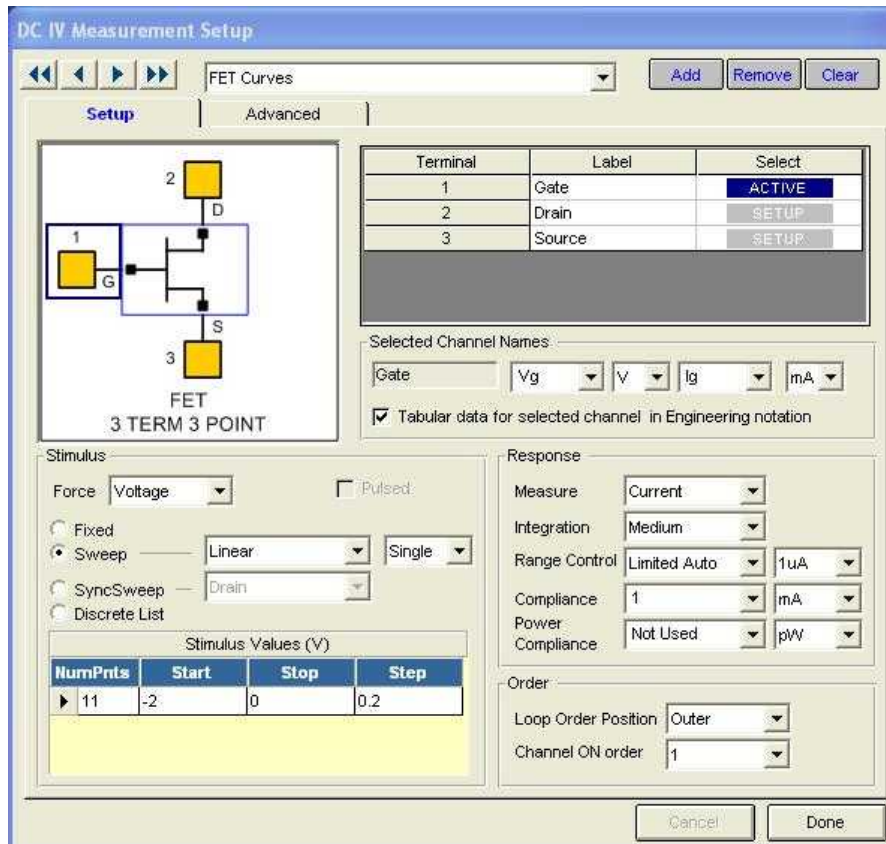 DC IV Measurement Setup
FET Curves
Add Remove Clear
Setup Advanced
2
D
1
G
S
3
FET
3 TERM 3 POINT
Terminal Label Select
1 Gate ACTIVE
2 Drain SETUP
3 Source SETUP
Selected Channel Names
Gate Vg V Ig mA
Tabular data for selected channel in Engineering notation
Stimulus
Force Voltage Pulsed
Fixed
Sweep Linear Single
SyncSweep Drain
Discrete List
Stimulus Values (V)
NumPnts Start Stop Step
11 -2 0 0.2
Response
Measure Current
Integration Medium
Range Control Limited Auto 1uA
Compliance 1 mA
Power
Compliance Not Used pW
Order
Loop Order Position Outer
Channel ON order 1
Cancel Done